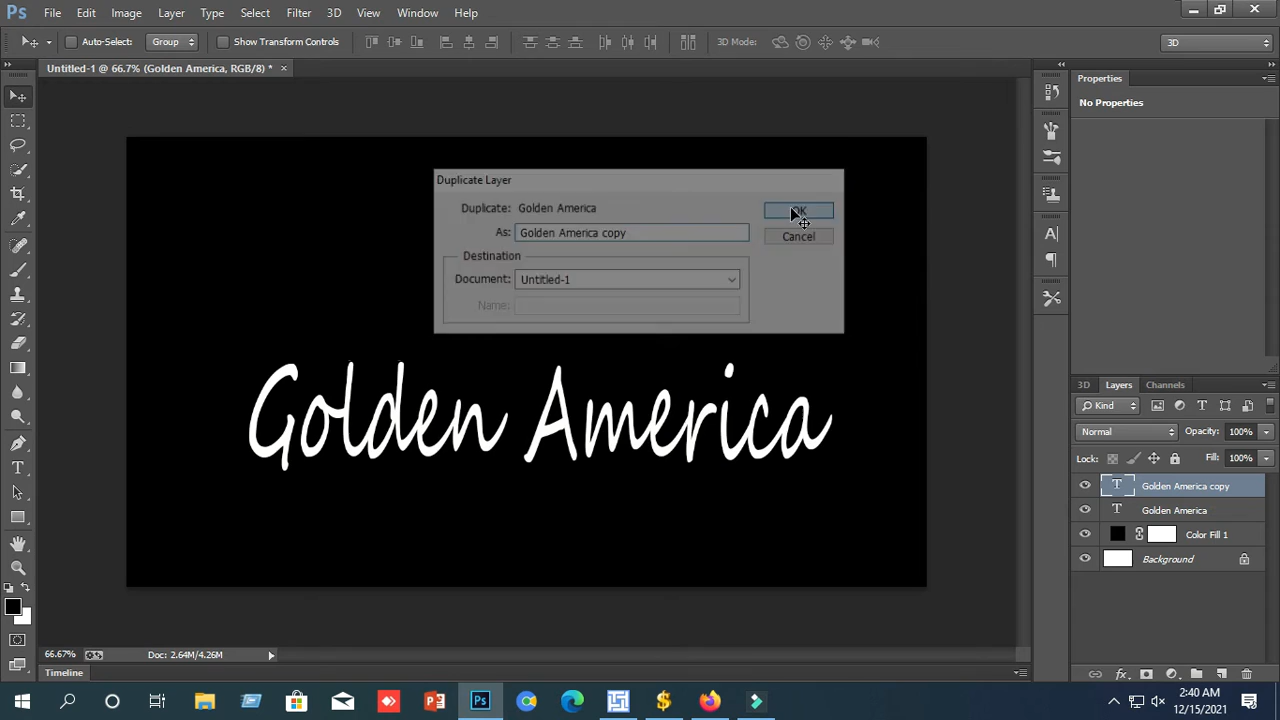 Ps File Edit Image Layer Type Select Filter 3D View Window Help
Auto-Select: Group Show Transform Controls 3D Mode: 3D
Untitled-1 @ 66.7% (Golden America, RGB/8) * ×
Properties
No Properties
Duplicate Layer
Duplicate: Golden America OK
As: Golden America copy
Cancel
Destination
Document: Untitled-1
Name:
Golden America
3D Layers Channels
Kind
Normal Opacity: 100%
Lock: Fill: 100%
T Golden America copy
T Golden America
Color Fill 1
Background
66.67% Doc: 2.64M/4.26M
Timeline
2:40 AM
12/15/2021